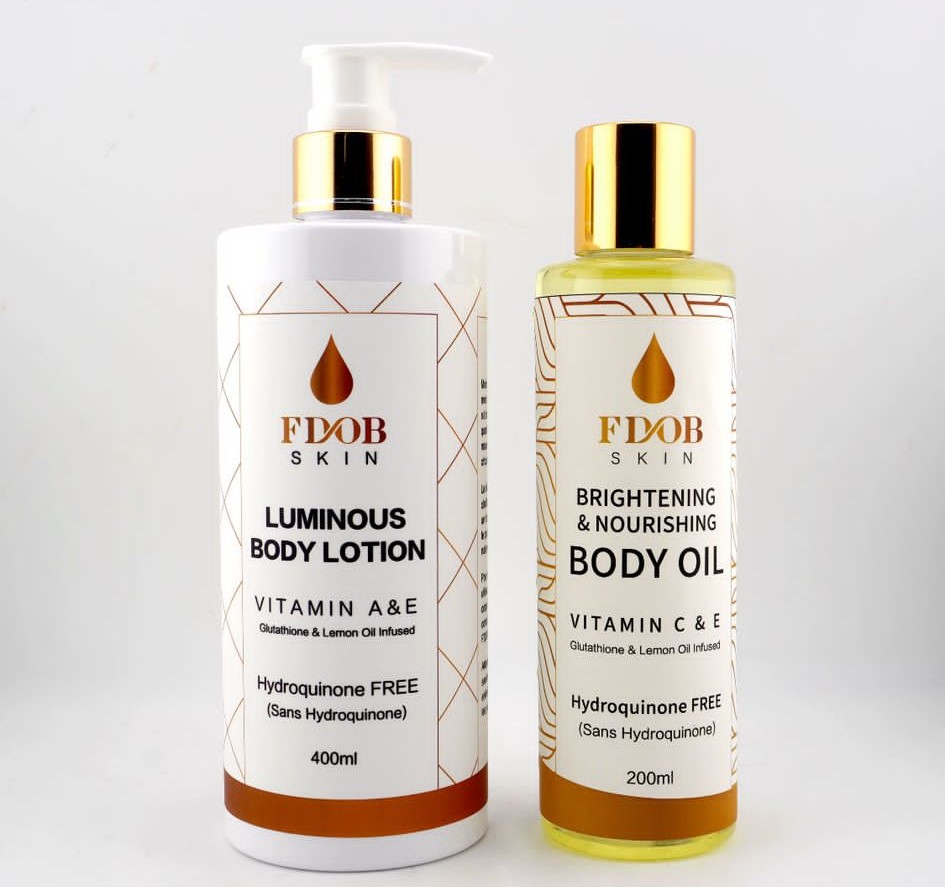 FDOB
SKIN
LUMINOUS
BODY LOTION
VITAMIN A&E
Glutathione & Lemon Oil Infused
Hydroquinone FREE
(Sans Hydroquinone)
400ml
FDOB
SKIN
BRIGHTENING
& NOURISHING
BODY OIL
VITAMIN C & E
Glutathione & Lemon Oil Infused
Hydroquinone FREE
(Sans Hydroquinone)
200ml